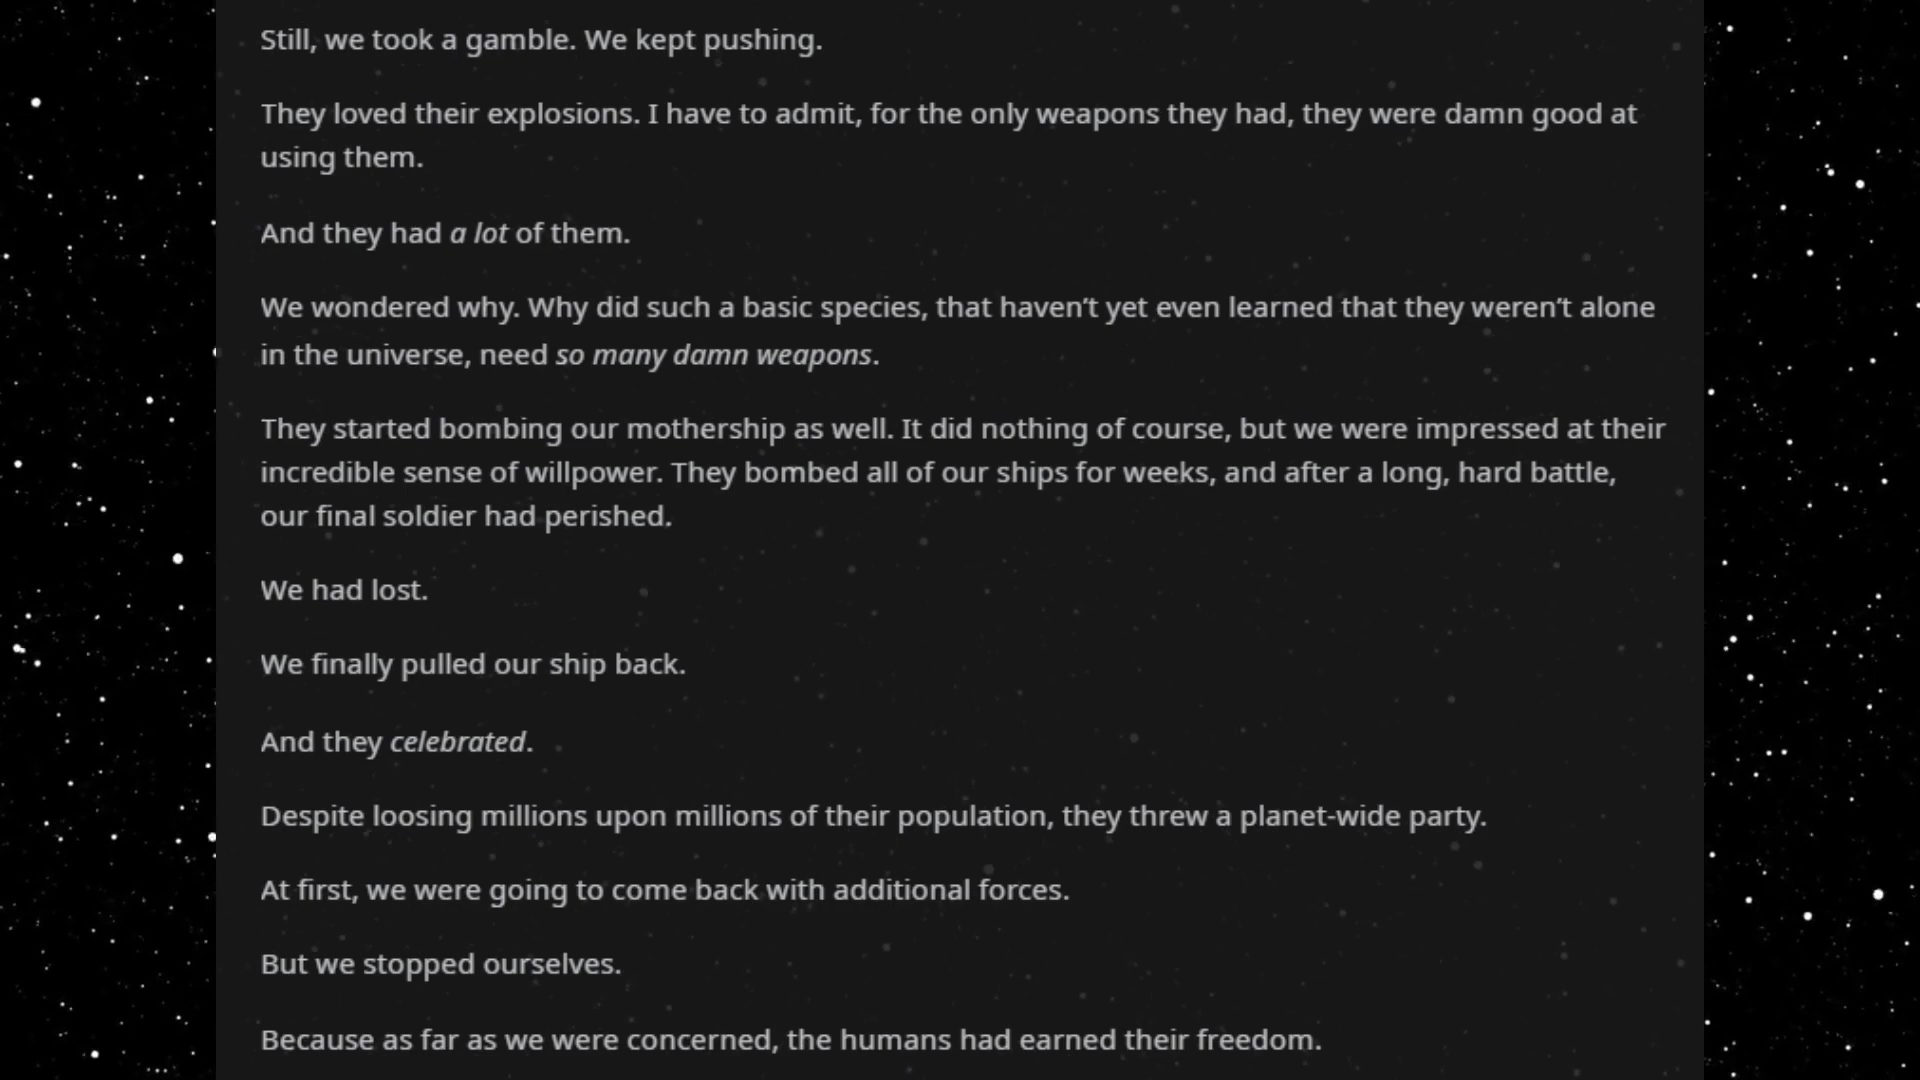 Still, we took a gamble. We kept pushing.
They loved their explosions. I have to admit, for the only weapons they had, they were damn good at
using them.
And they had a lot of them.
We wondered why. Why did such a basic species, that haven’t yet even learned that they weren’t alone
in the universe, need so many damn weapons.
They started bombing our mothership as well. It did nothing of course, but we were impressed at their
incredible sense of willpower. They bombed all of our ships for weeks, and after a long, hard battle,
our final soldier had perished.
We had lost.
We finally pulled our ship back.
And they celebrated.
Despite loosing millions upon millions of their population, they threw a planet-wide party.
At first, we were going to come back with additional forces.
But we stopped ourselves.
Because as far as we were concerned, the humans had earned their freedom.